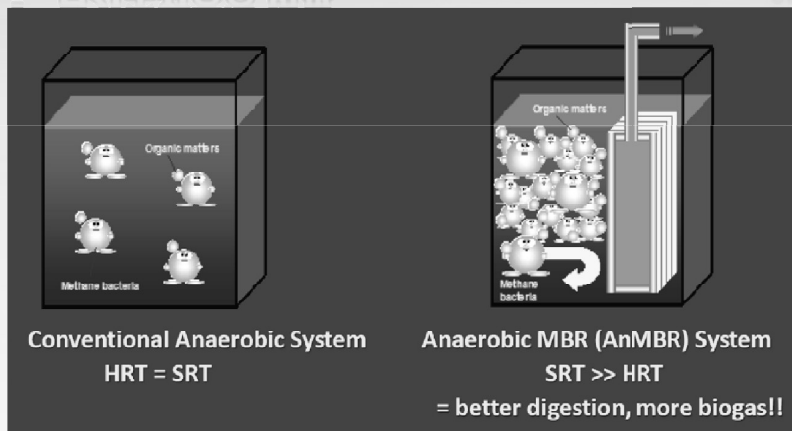 Organic matters
Methane bacteria
Conventional Anaerobic System
HRT = SRT
Organic matters
Methane
bacteria
Anaerobic MBR (AnMBR) System
SRT >> HRT
= better digestion, more biogas!!